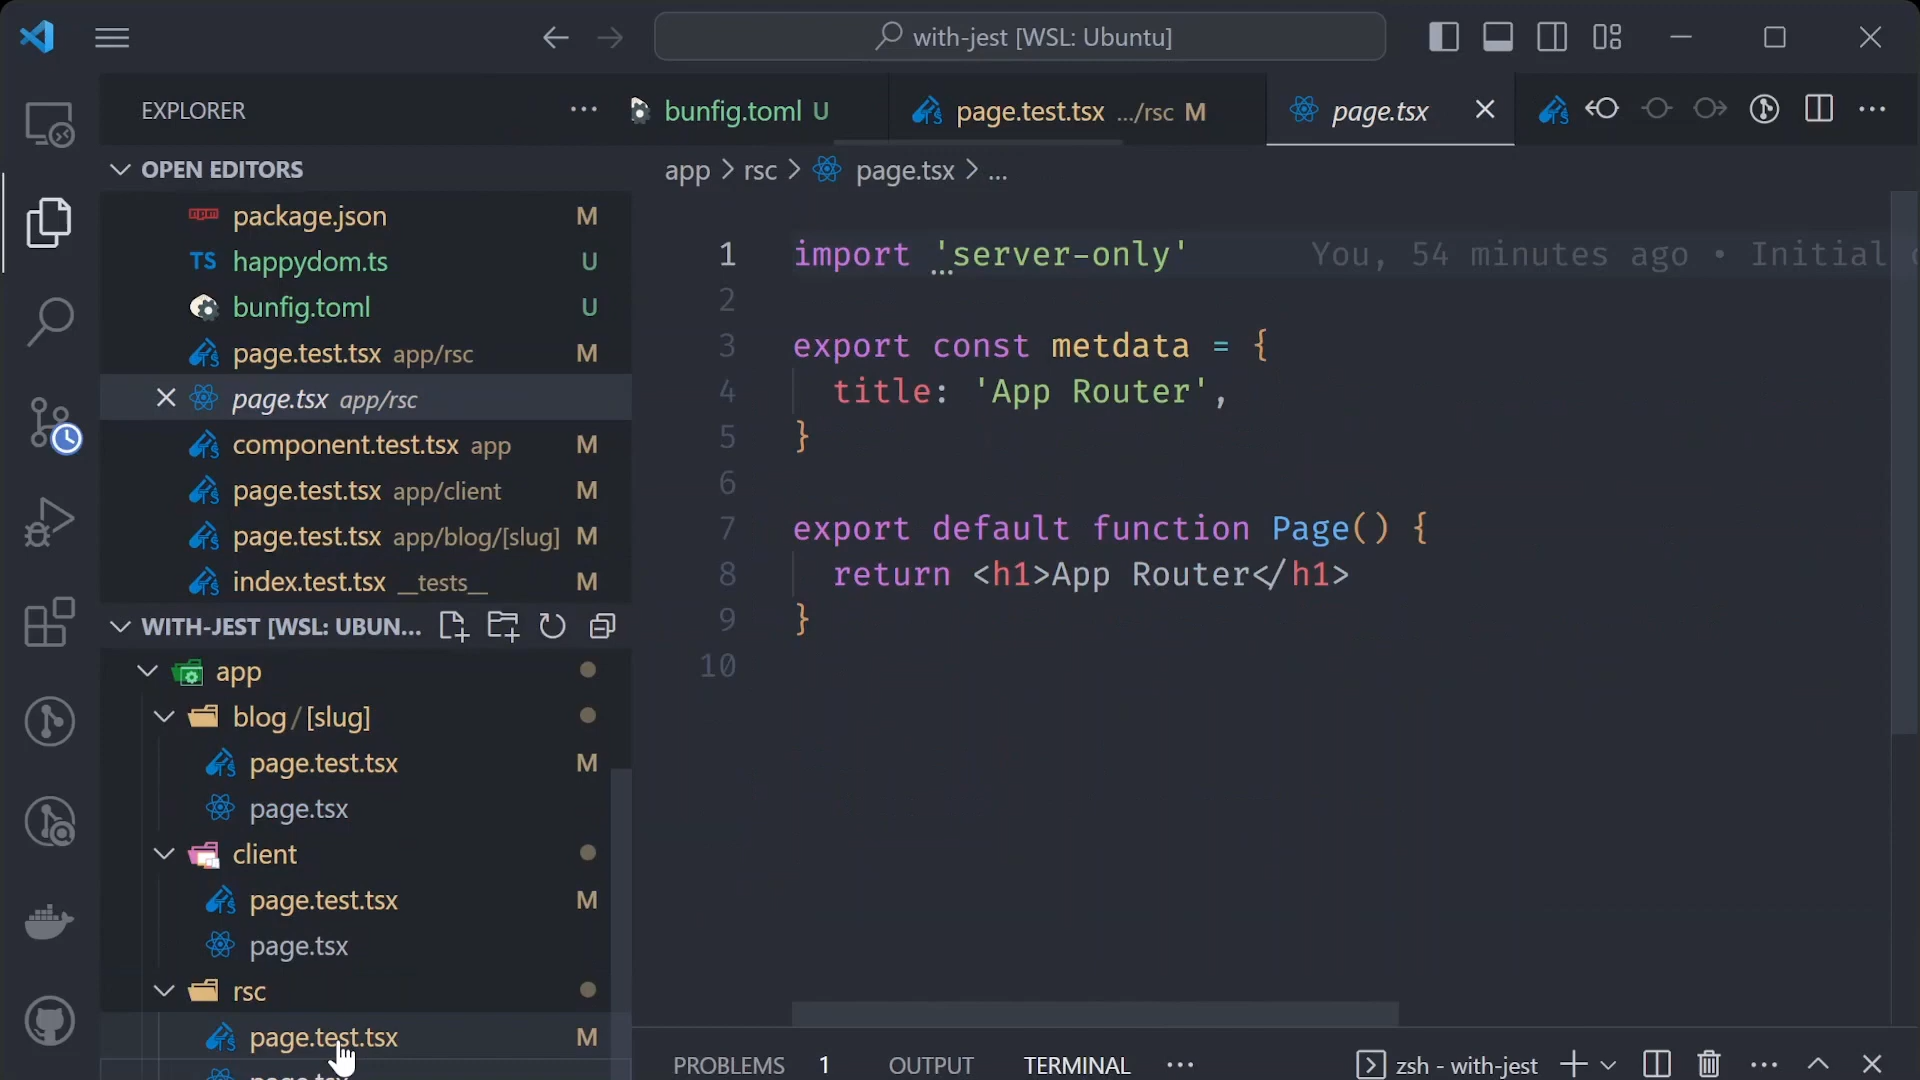 with-jest [WSL: Ubuntu]
EXPLORER
bunfig.toml U
page.test.tsx .../rsc M
page.tsx
OPEN EDITORS
app > rsc > page.tsx > ...
package.json M
TS happydom.ts U
bunfig.toml U
page.test.tsx app/rsc M
page.tsx app/rsc
component.test.tsx app M
page.test.tsx app/client M
page.test.tsx app/blog/[slug] M
index.test.tsx __tests__ M
WITH-JEST [WSL: UBUN...
app
blog / [slug]
page.test.tsx M
page.tsx
client
page.test.tsx M
page.tsx
rsc
page.test.tsx M
page.tsx
1 import 'server-only' You, 54 minutes ago • Initial
2
3 export const metdata = {
4 title: 'App Router',
5 }
6
7 export default function Page() {
8 return <h1>App Router</h1>
9 }
10
PROBLEMS 1 OUTPUT TERMINAL ... zsh - with-jest